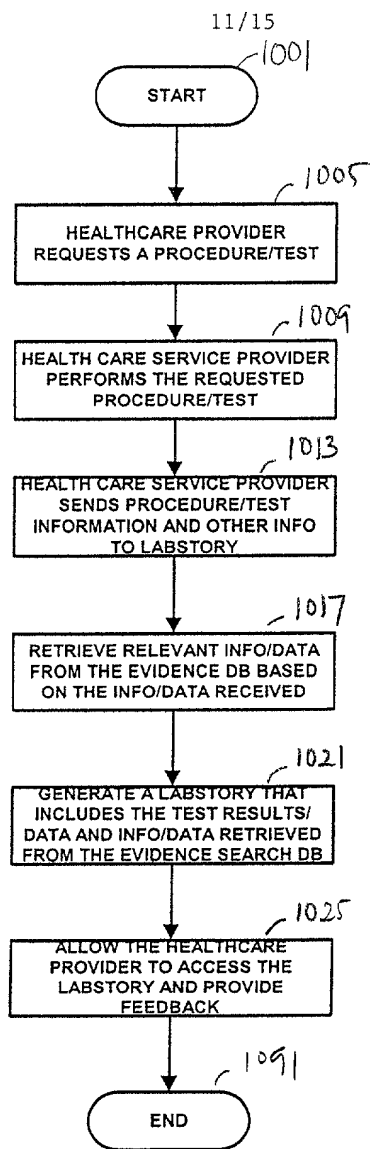 11/15
1001
START
1005
HEALTHCARE PROVIDER
REQUESTS A PROCEDURE/TEST
1009
HEALTH CARE SERVICE PROVIDER
PERFORMS THE REQUESTED
PROCEDURE/TEST
1013
HEALTH CARE SERVICE PROVIDER
SENDS PROCEDURE/TEST
INFORMATION AND OTHER INFO
TO LABSTORY
1017
RETRIEVE RELEVANT INFO/DATA
FROM THE EVIDENCE DB BASED
ON THE INFO/DATA RECEIVED
1021
GENERATE A LABSTORY THAT
INCLUDES THE TEST RESULTS/
DATA AND INFO/DATA RETRIEVED
FROM THE EVIDENCE SEARCH DB
1025
ALLOW THE HEALTHCARE
PROVIDER TO ACCESS THE
LABSTORY AND PROVIDE
FEEDBACK
1091
END